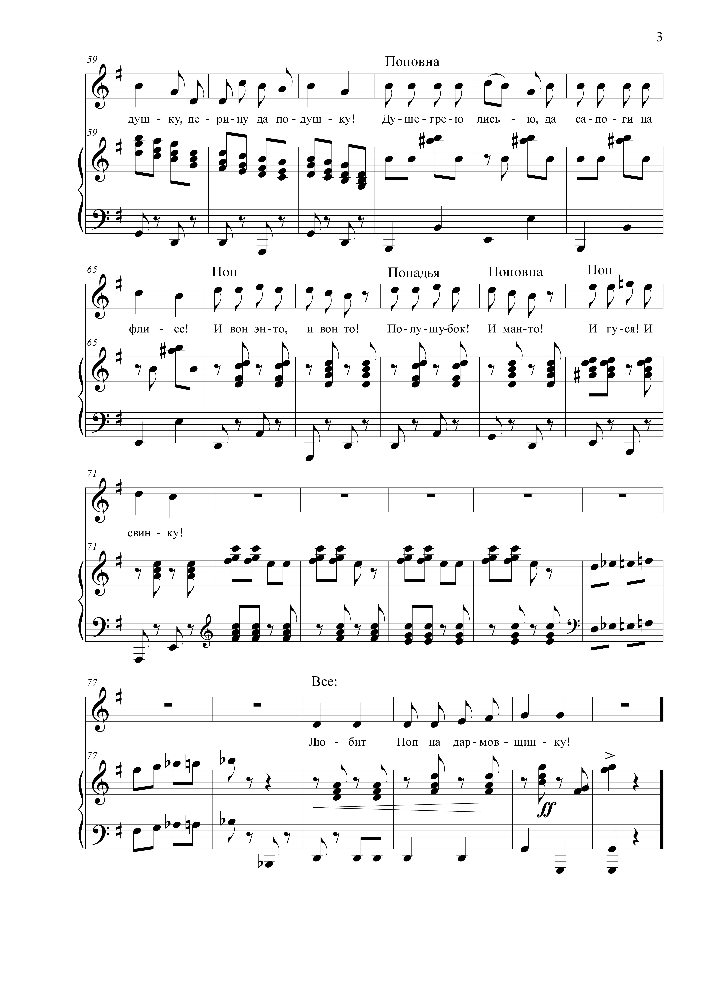 3
59
Поповна
душ - ку, пе - ри - ну да по - душ - ку! Ду - ше - гре - ю лись - ю, да са - по - ги на
59
65
Поп Попадья Поповна Поп
фли - се! И вон эн - то, и вон то! По - лу - шу - бок! И ман - то! И гу - ся! И
65
71
свин - ку!
71
77
Все:
Лю - бит Поп на дар - мов - щин - ку!
77
ff